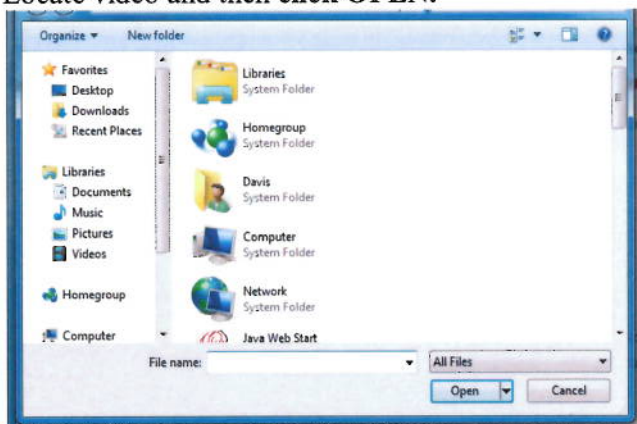 Locate video and then click OPEN.
Organize
New folder
Favorites
Desktop
Downloads
Recent Places
Libraries
Documents
Music
Pictures
Videos
Homegroup
Computer
Libraries
System Folder
Homegroup
System Folder
Davis
System Folder
Computer
System Folder
Network
System Folder
Java Web Start
File name:
All Files
Open
Cancel